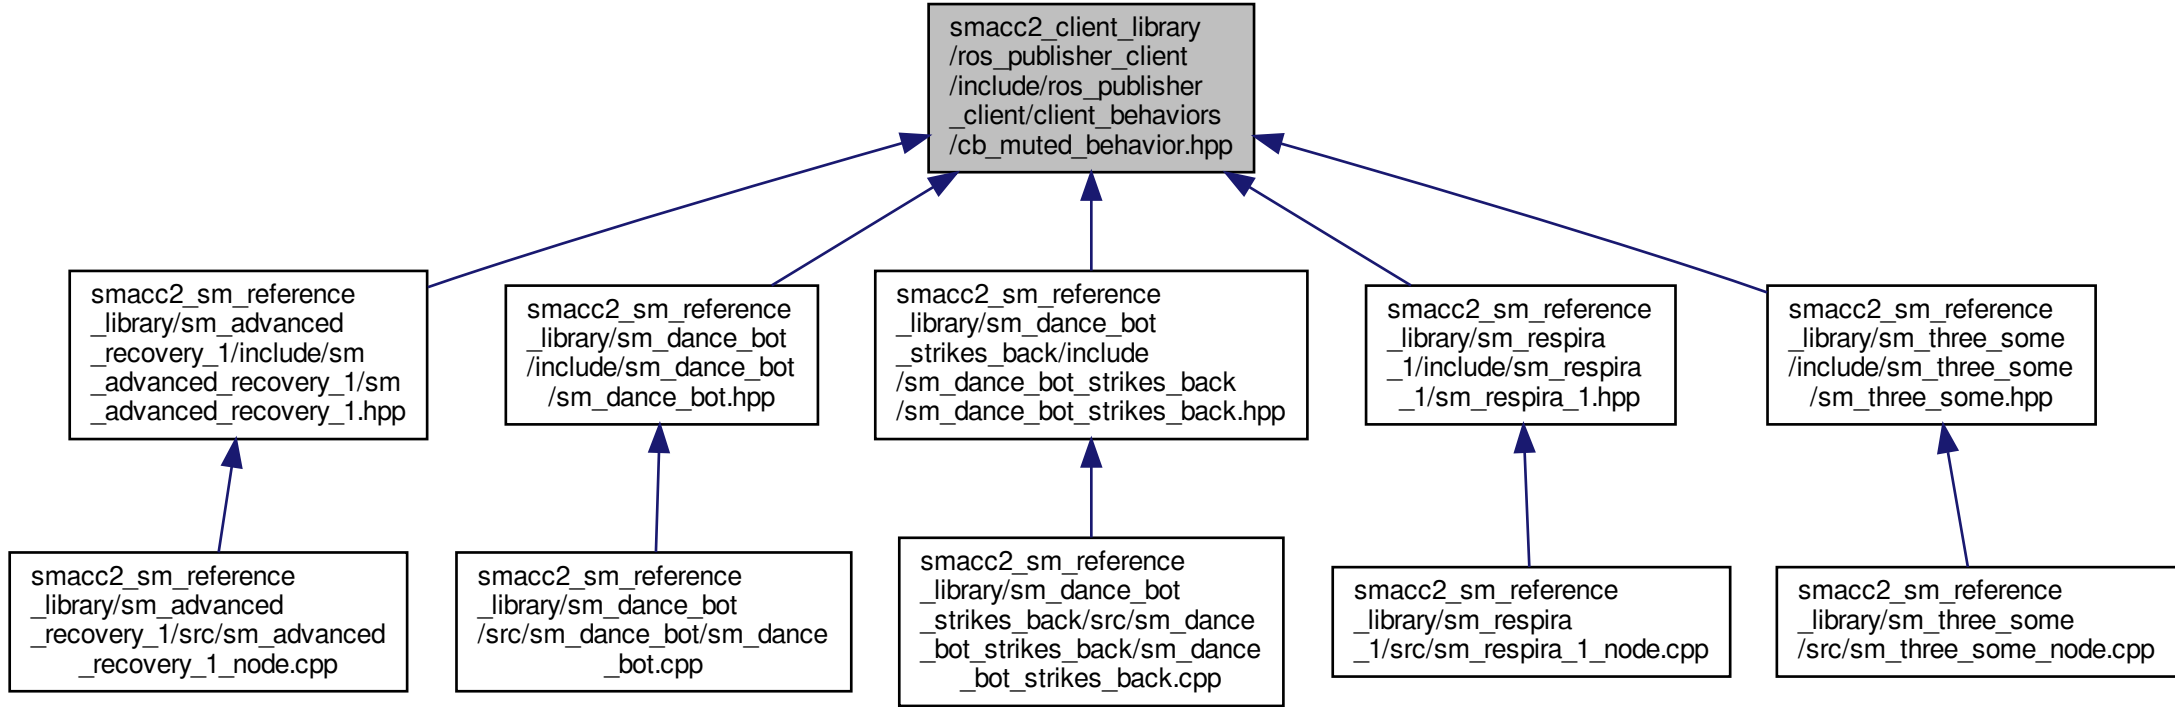 smacc2_client_library
/ros_publisher_client
/include/ros_publisher
_client/client_behaviors
/cb_muted_behavior.hpp
smacc2_sm_reference
_library/sm_advanced
_recovery_1/include/sm
_advanced_recovery_1/sm
_advanced_recovery_1.hpp
smacc2_sm_reference
_library/sm_dance_bot
/include/sm_dance_bot
/sm_dance_bot.hpp
smacc2_sm_reference
_library/sm_dance_bot
_strikes_back/include
/sm_dance_bot_strikes_back
/sm_dance_bot_strikes_back.hpp
smacc2_sm_reference
_library/sm_respira
_1/include/sm_respira
_1/sm_respira_1.hpp
smacc2_sm_reference
_library/sm_three_some
/include/sm_three_some
/sm_three_some.hpp
smacc2_sm_reference
_library/sm_advanced
_recovery_1/src/sm_advanced
_recovery_1_node.cpp
smacc2_sm_reference
_library/sm_dance_bot
/src/sm_dance_bot/sm_dance
_bot.cpp
smacc2_sm_reference
_library/sm_dance_bot
_strikes_back/src/sm_dance
_bot_strikes_back/sm_dance
_bot_strikes_back.cpp
smacc2_sm_reference
_library/sm_respira
_1/src/sm_respira_1_node.cpp
smacc2_sm_reference
_library/sm_three_some
/src/sm_three_some_node.cpp